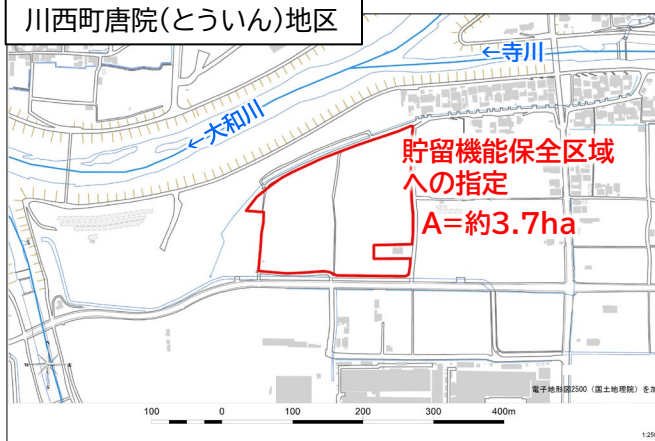 川西町唐院(とういん)地区
←寺川
←大和川
貯留機能保全区域
への指定
A=約3.7ha
電子地形図2500（国土地理院）を加
100 0 100 200 300 400m